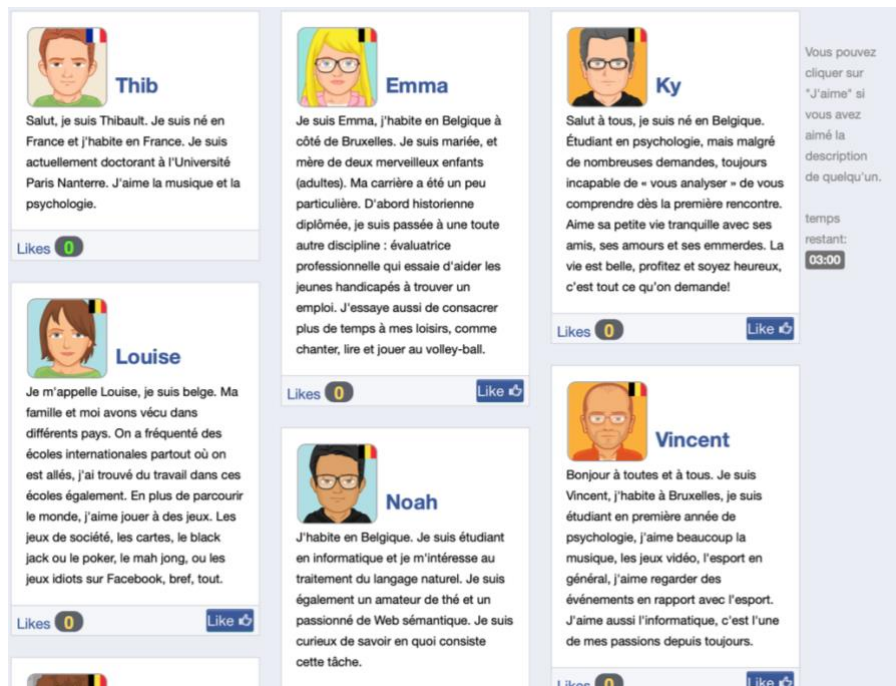 Thib
Salut, je suis Thibault. Je suis né en
France et j'habite en France. Je suis
actuellement doctorant à l'Université
Paris Nanterre. J'aime la musique et la
psychologie.
Likes 0
Louise
Je m'appelle Louise, je suis belge. Ma
famille et moi avons vécu dans
différents pays. On a fréquenté des
écoles internationales partout où on
est allés, j'ai trouvé du travail dans ces
écoles également. En plus de parcourir
le monde, j'aime jouer à des jeux. Les
jeux de société, les cartes, le black
jack ou le poker, le mah jong, ou les
jeux idiots sur Facebook, bref, tout.
Likes 0 Like
Emma
Je suis Emma, j'habite en Belgique à
côté de Bruxelles. Je suis mariée, et
mère de deux merveilleux enfants
(adultes). Ma carrière a été un peu
particulière. D'abord historienne
diplômée, je suis passée à une toute
autre discipline : évaluatrice
professionnelle qui essaie d'aider les
jeunes handicapés à trouver un
emploi. J'essaye aussi de consacrer
plus de temps à mes loisirs, comme
chanter, lire et jouer au volley-ball.
Likes 0 Like
Noah
J'habite en Belgique. Je suis étudiant
en informatique et je m'intéresse au
traitement du langage naturel. Je suis
également un amateur de thé et un
passionné de Web sémantique. Je suis
curieux de savoir en quoi consiste
cette tâche.
Ky
Salut à tous, je suis né en Belgique.
Étudiant en psychologie, mais malgré
de nombreuses demandes, toujours
incapable de « vous analyser » de vous
comprendre dès la première rencontre.
Aime sa petite vie tranquille avec ses
amis, ses amours et ses emmerdes. La
vie est belle, profitez et soyez heureux,
c'est tout ce qu'on demande!
Likes 0 Like
Vincent
Bonjour à toutes et à tous. Je suis
Vincent, j'habite à Bruxelles, je suis
étudiant en première année de
psychologie, j'aime beaucoup la
musique, les jeux vidéo, l'esport en
général, j'aime regarder des
événements en rapport avec l'esport.
J'aime aussi l'informatique, c'est l'une
de mes passions depuis toujours.
Likes 0 Like
Vous pouvez
cliquer sur
"J'aime" si
vous avez
aimé la
description
de quelqu'un.
temps
restant:
03:00